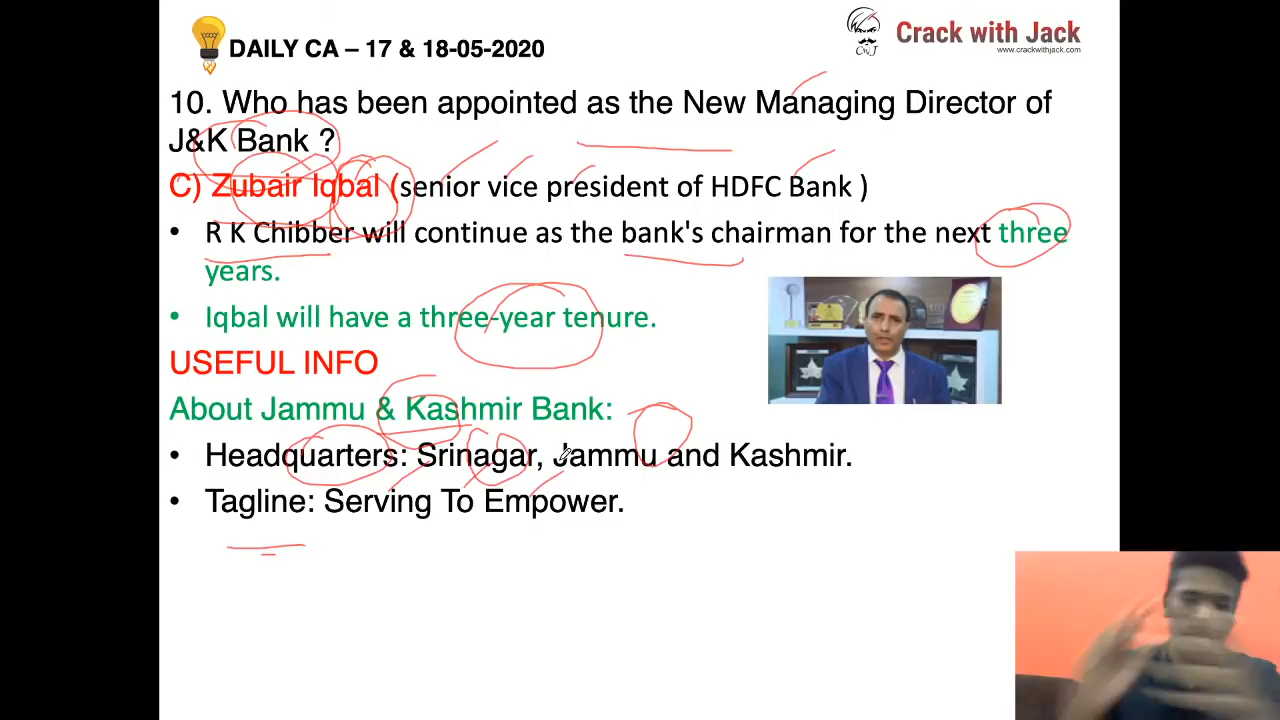 DAILY CA – 17 & 18-05-2020
Crack with Jack
www.crackwithjack.com
CWJ
10. Who has been appointed as the New Managing Director of
J&K Bank ?
C) Zubair Iqbal (senior vice president of HDFC Bank )
• R K Chibber will continue as the bank's chairman for the next three
years.
• Iqbal will have a three-year tenure.
USEFUL INFO
About Jammu & Kashmir Bank:
• Headquarters: Srinagar, Jammu and Kashmir.
• Tagline: Serving To Empower.